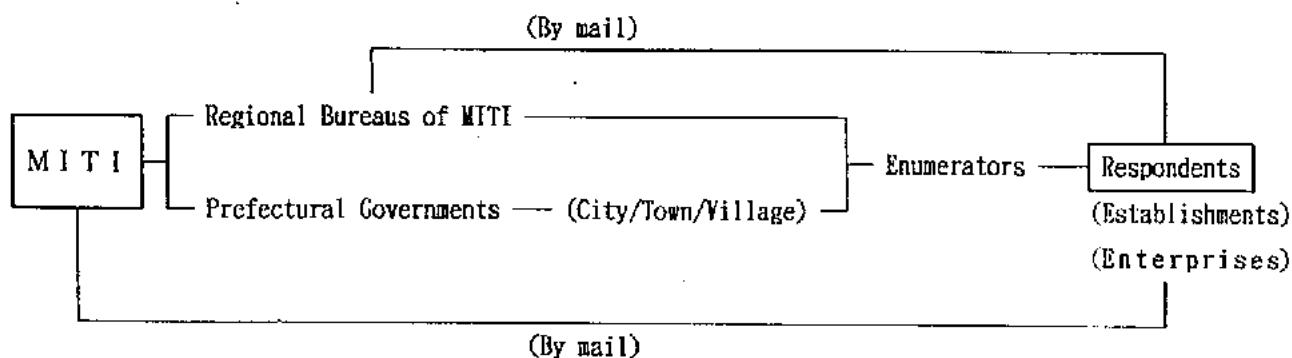 (By mail)
Regional Bureaus of MITI
MITI
Enumerators
Respondents
Prefectural Governments
(City/Town/Village)
(Establishments)
(Enterprises)
(By mail)